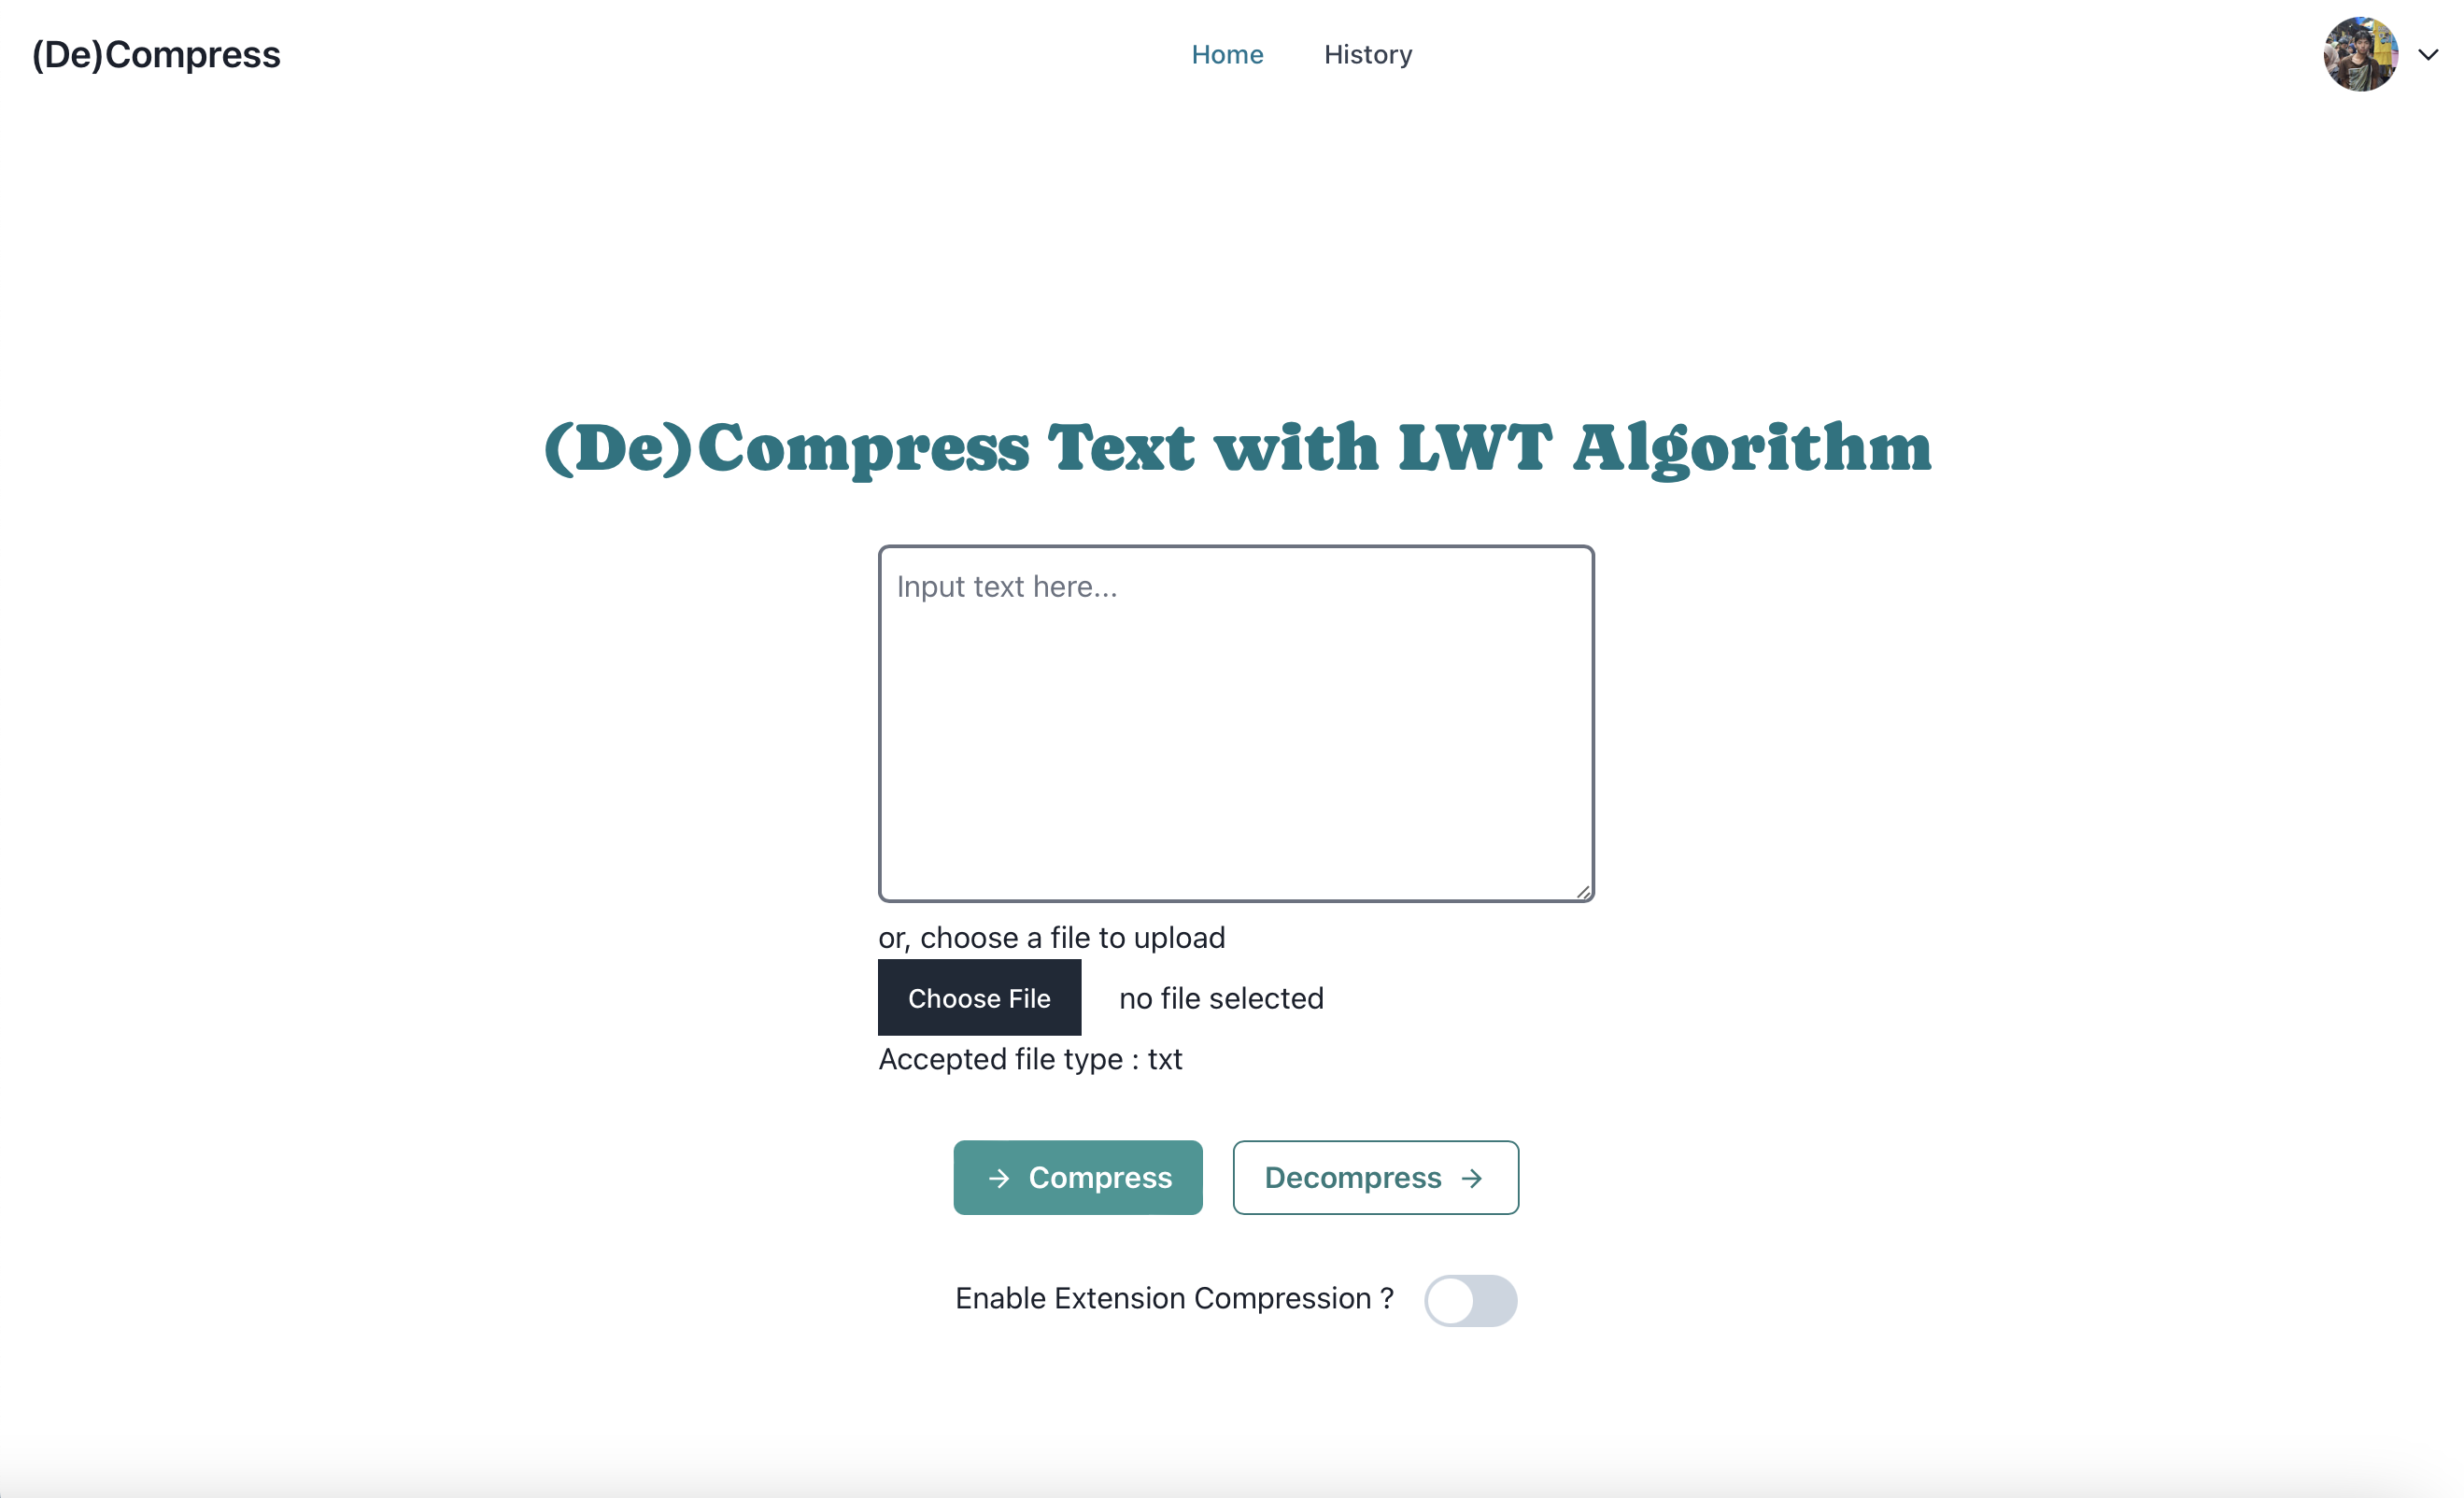 (De)Compress
Home
History
(De)Compress Text with LWT Algorithm
Input text here...
or, choose a file to upload
Choose File
no file selected
Accepted file type : txt
→ Compress
Decompress →
Enable Extension Compression ?